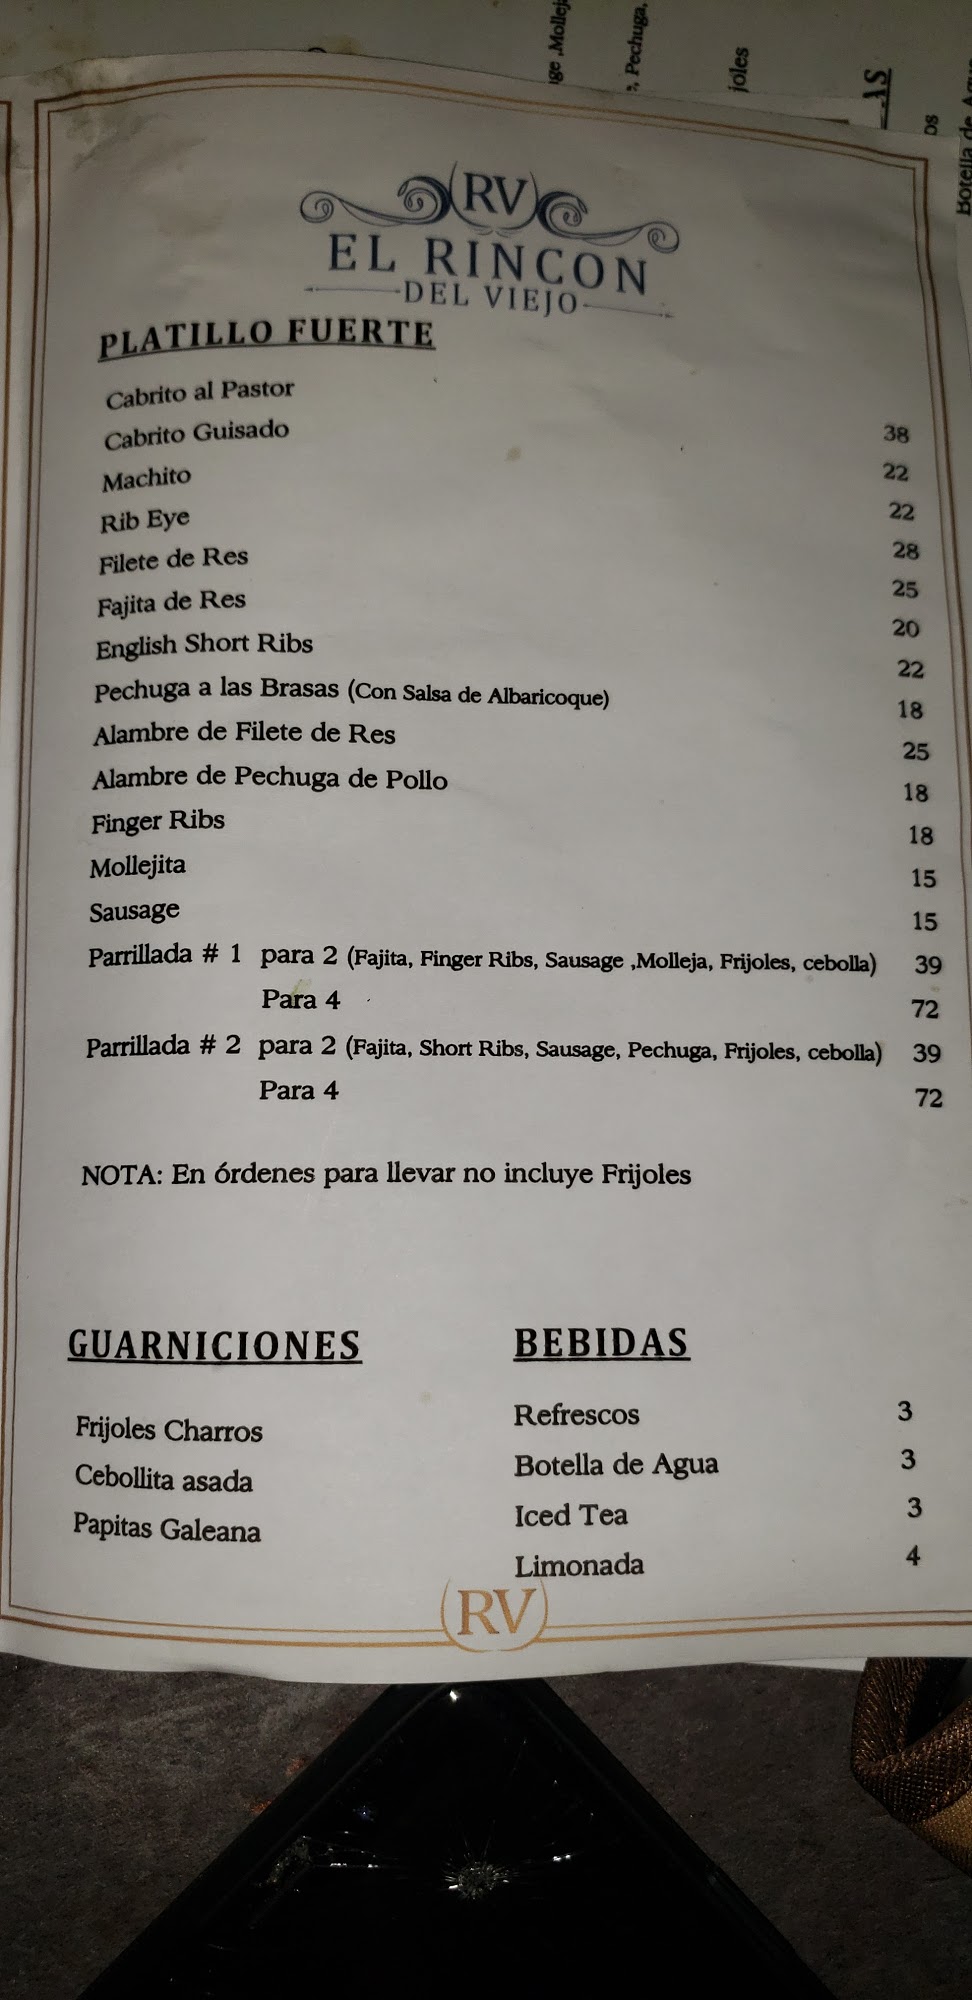 , Pechuga,
joles
Botella de
RV
EL RINCON
DEL VIEJO
PLATILLO FUERTE
Cabrito al Pastor 38
Cabrito Guisado 22
Machito 22
Rib Eye 28
Filete de Res 25
Fajita de Res 20
English Short Ribs 22
Pechuga a las Brasas (Con Salsa de Albaricoque) 18
Alambre de Filete de Res 25
Alambre de Pechuga de Pollo 18
Finger Ribs 18
Mollejita 15
Sausage 15
Parrillada # 1 para 2 (Fajita, Finger Ribs, Sausage ,Molleja, Frijoles, cebolla) 39
Para 4 72
Parrillada # 2 para 2 (Fajita, Short Ribs, Sausage, Pechuga, Frijoles, cebolla) 39
Para 4 72
NOTA: En órdenes para llevar no incluye Frijoles
GUARNICIONES
Frijoles Charros
Cebollita asada
Papitas Galeana
BEBIDAS
Refrescos 3
Botella de Agua 3
Iced Tea 3
Limonada 4
RV